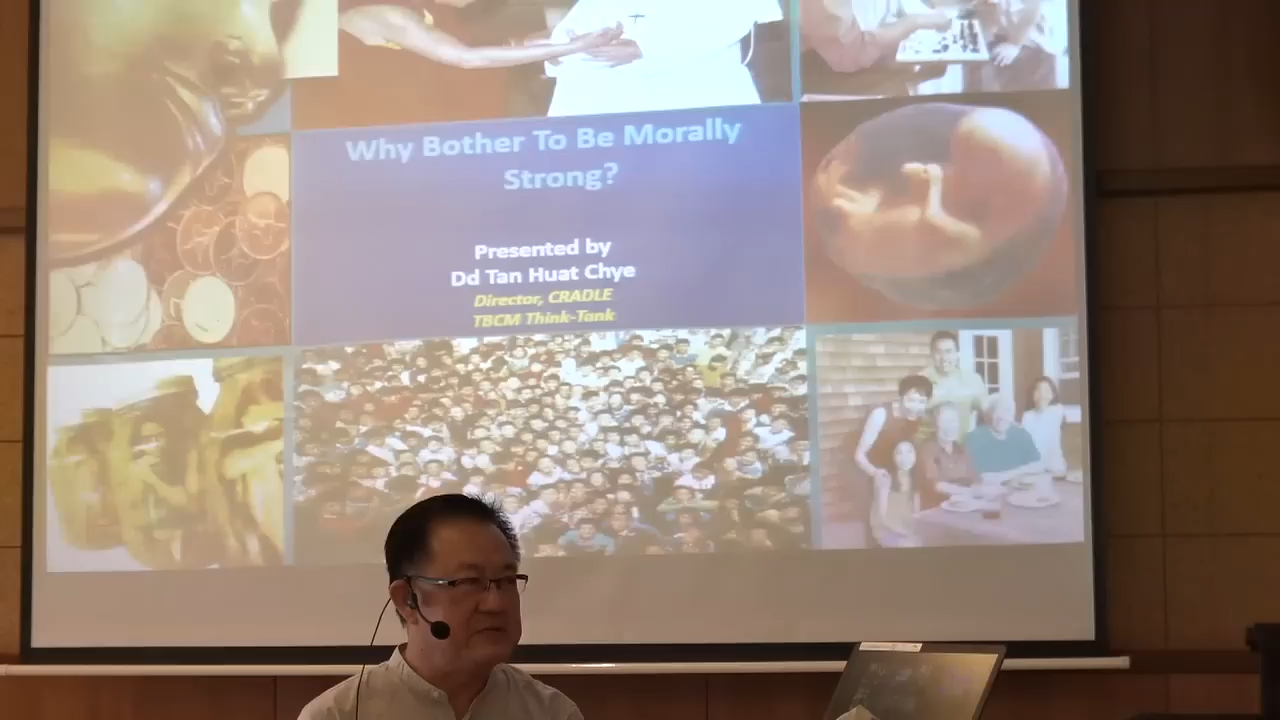 Why Bother To Be Morally
Strong?
Presented by
Dd Tan Huat Chye
Director, CRADLE
TBCM Think-Tank